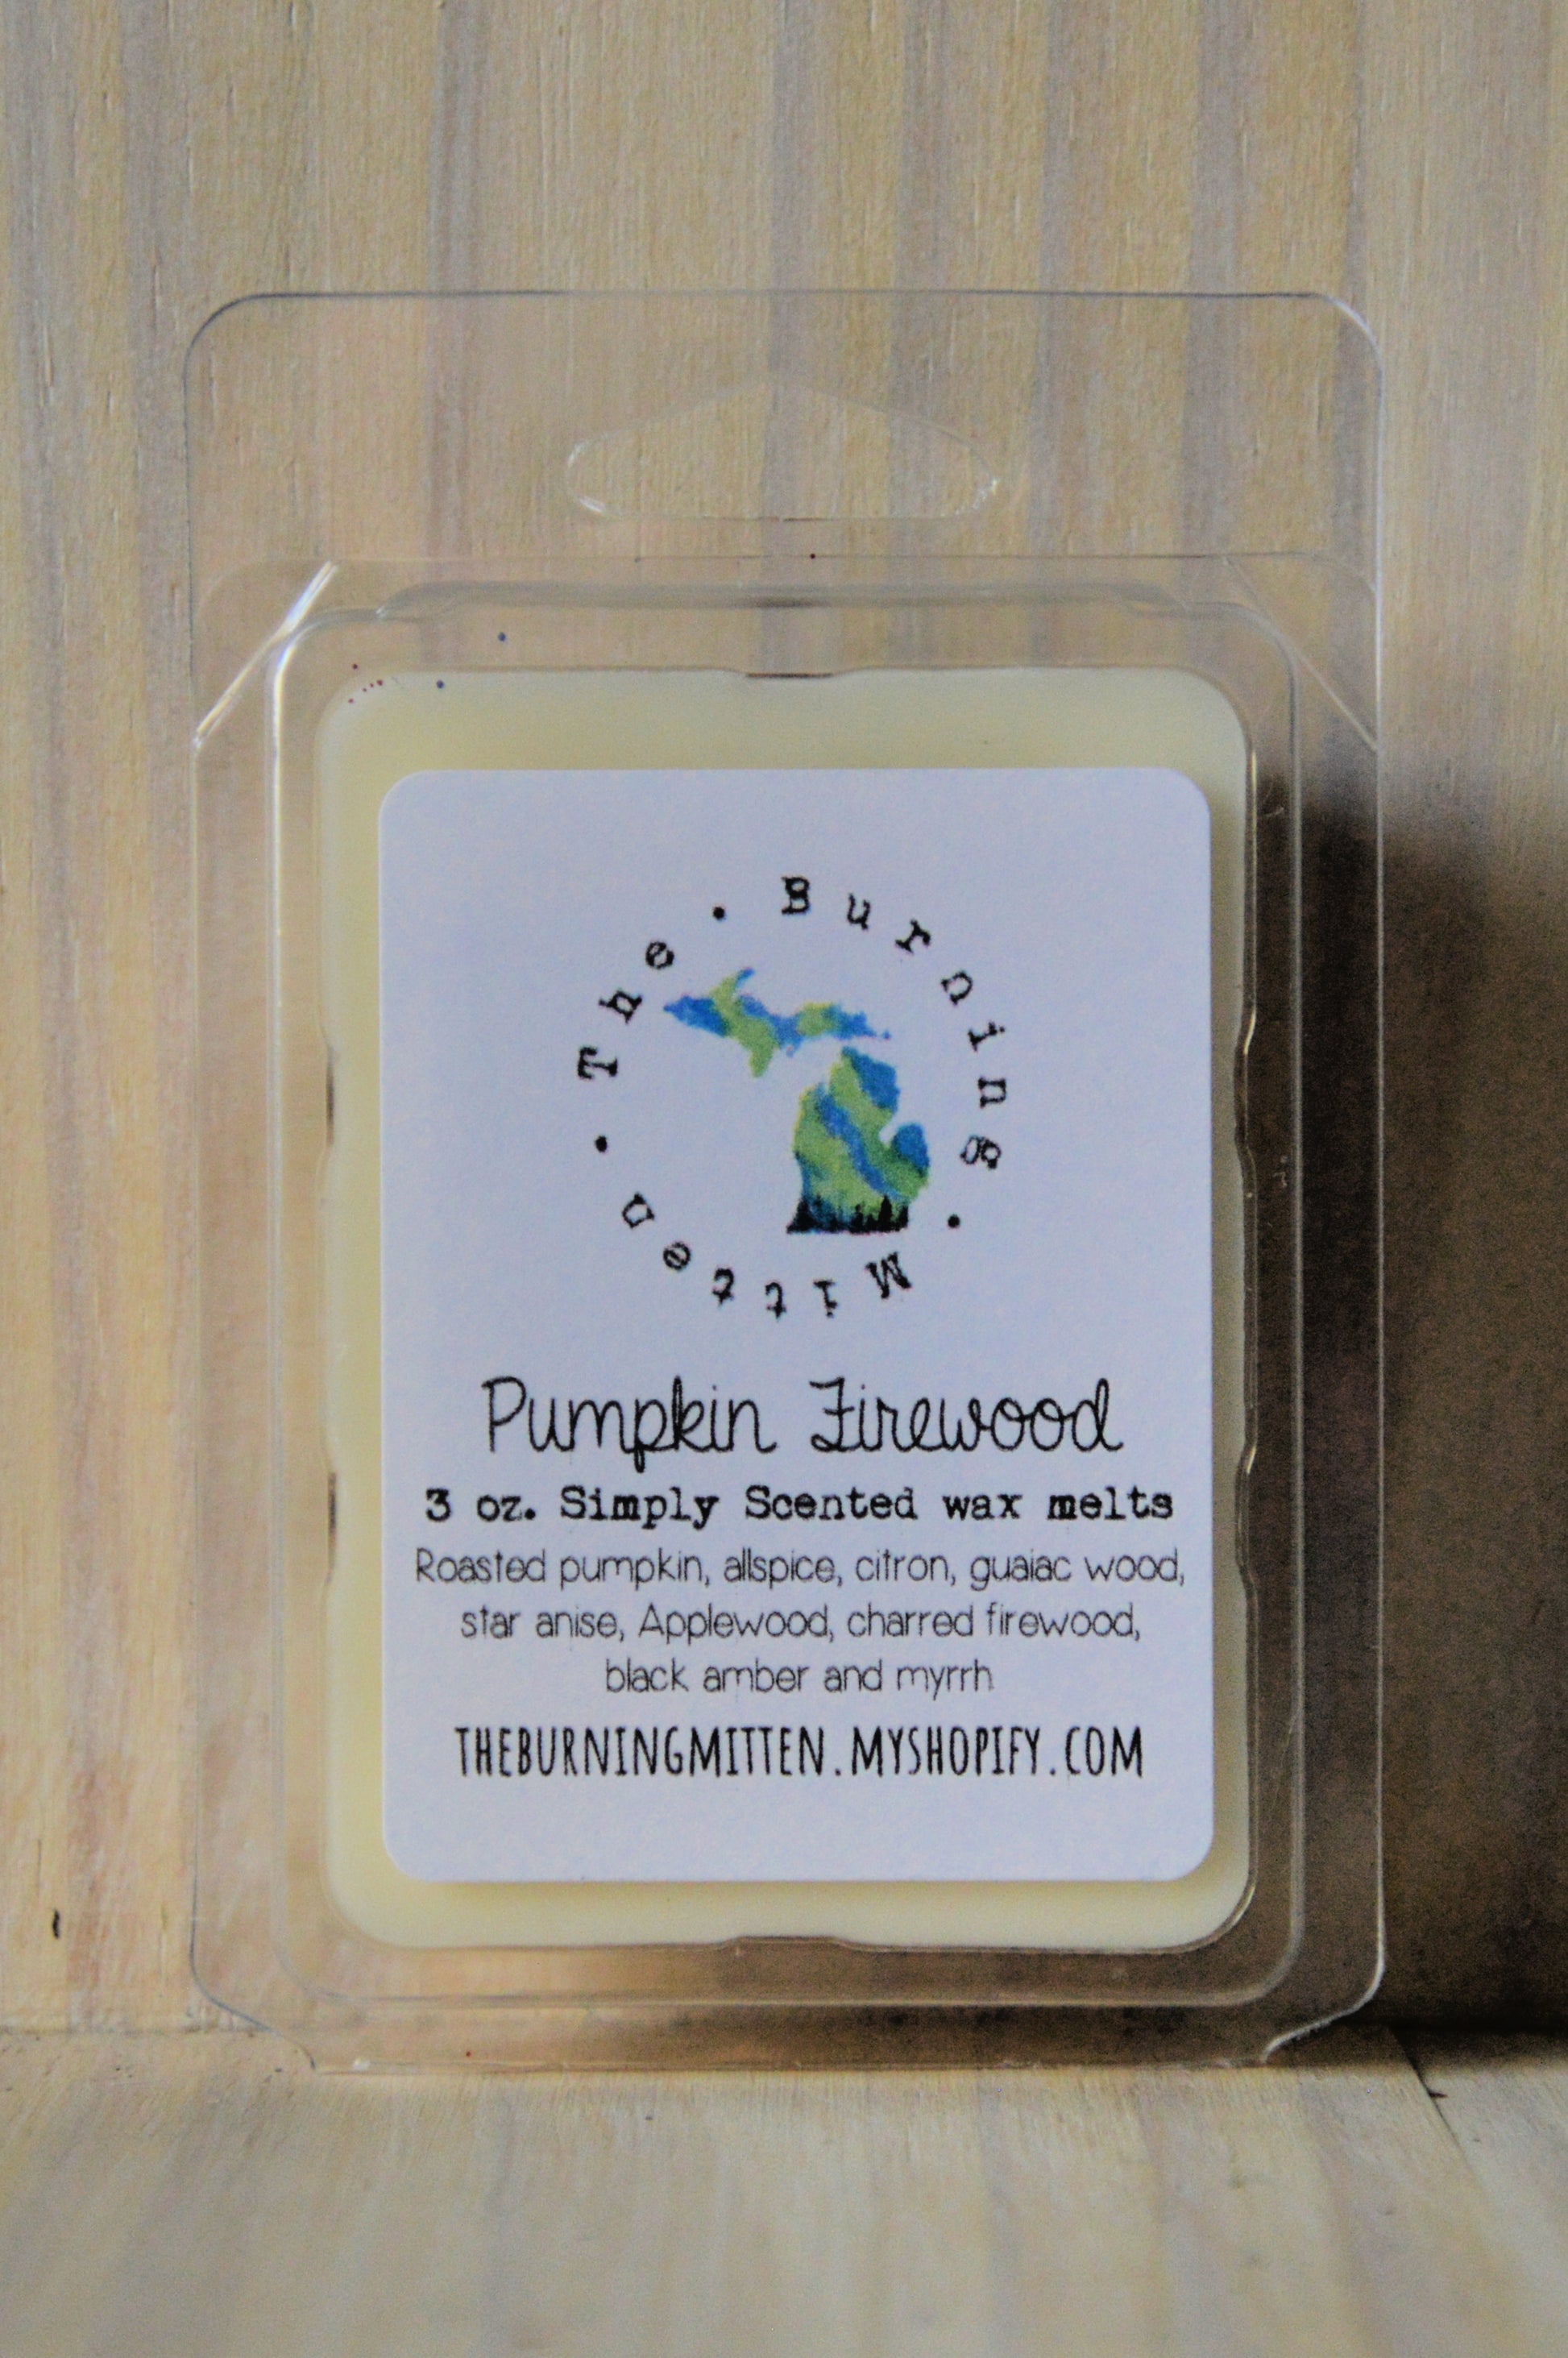 The . Burning . Mitten .
Pumpkin Firewood
3 oz. Simply Scented wax melts
Roasted pumpkin, allspice, citron, guaiac wood,
star anise, Applewood, charred firewood,
black amber and myrrh
THEBURNINGMITTEN.MYSHOPIFY.COM